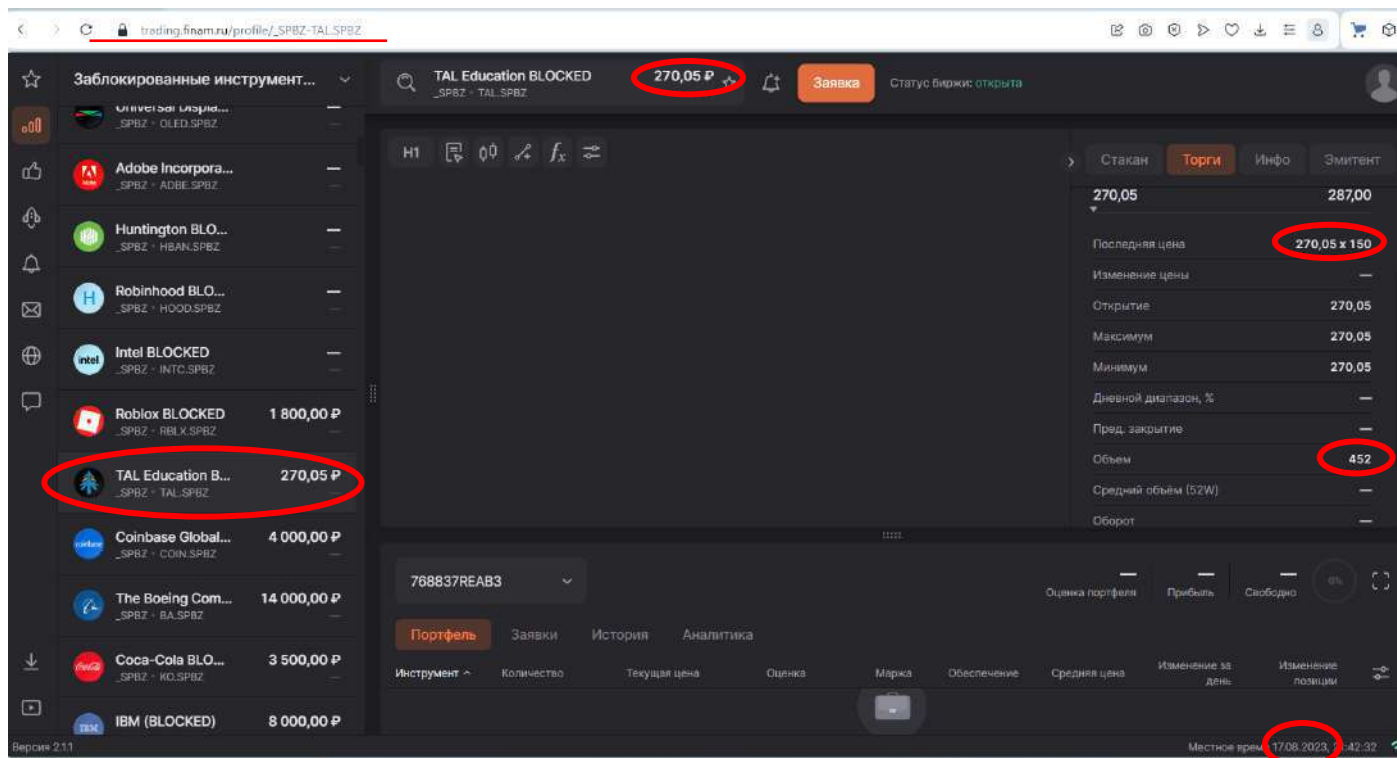 trading.finam.ru/profile/_SPBZ-TAL.SPBZ
Заблокированные инструмент...
Universal Displa...
_SPBZ • OLED.SPBZ
Adobe Incorpora...
_SPBZ • ADBE.SPBZ
Huntington BLO...
_SPBZ • HBAN.SPBZ
H
Robinhood BLO...
_SPBZ • HOOD.SPBZ
intel
Intel BLOCKED
_SPBZ • INTC.SPBZ
Roblox BLOCKED 1 800,00 ₽
_SPBZ • RBLX.SPBZ
TAL Education B... 270,05 ₽
_SPBZ • TAL.SPBZ
Coinbase Global... 4 000,00 ₽
_SPBZ • COIN.SPBZ
The Boeing Com... 14 000,00 ₽
_SPBZ • BA.SPBZ
Coca-Cola BLO... 3 500,00 ₽
_SPBZ • KO.SPBZ
IBM (BLOCKED) 8 000,00 ₽
TAL Education BLOCKED 270,05 ₽
_SPBZ • TAL.SPBZ
Заявка
Статус биржи: открыта
H1
fx
Стакан Торги Инфо Эмитент
270,05 287,00
Последняя цена 270,05 x 150
Изменение цены —
Открытие 270,05
Максимум 270,05
Минимум 270,05
Дневной диапазон, % —
Пред. закрытие —
Объем 452
Средний объём (52W) —
Оборот —
768837REAB3
Оценка портфеля Прибыль Свободно 0%
Портфель Заявки История Аналитика
Инструмент Количество Текущая цена Оценка Маржа Обеспечение Средняя цена Изменение за день Изменение позиции
Версия 2.1.1
Местное время 17.08.2023, :42:32